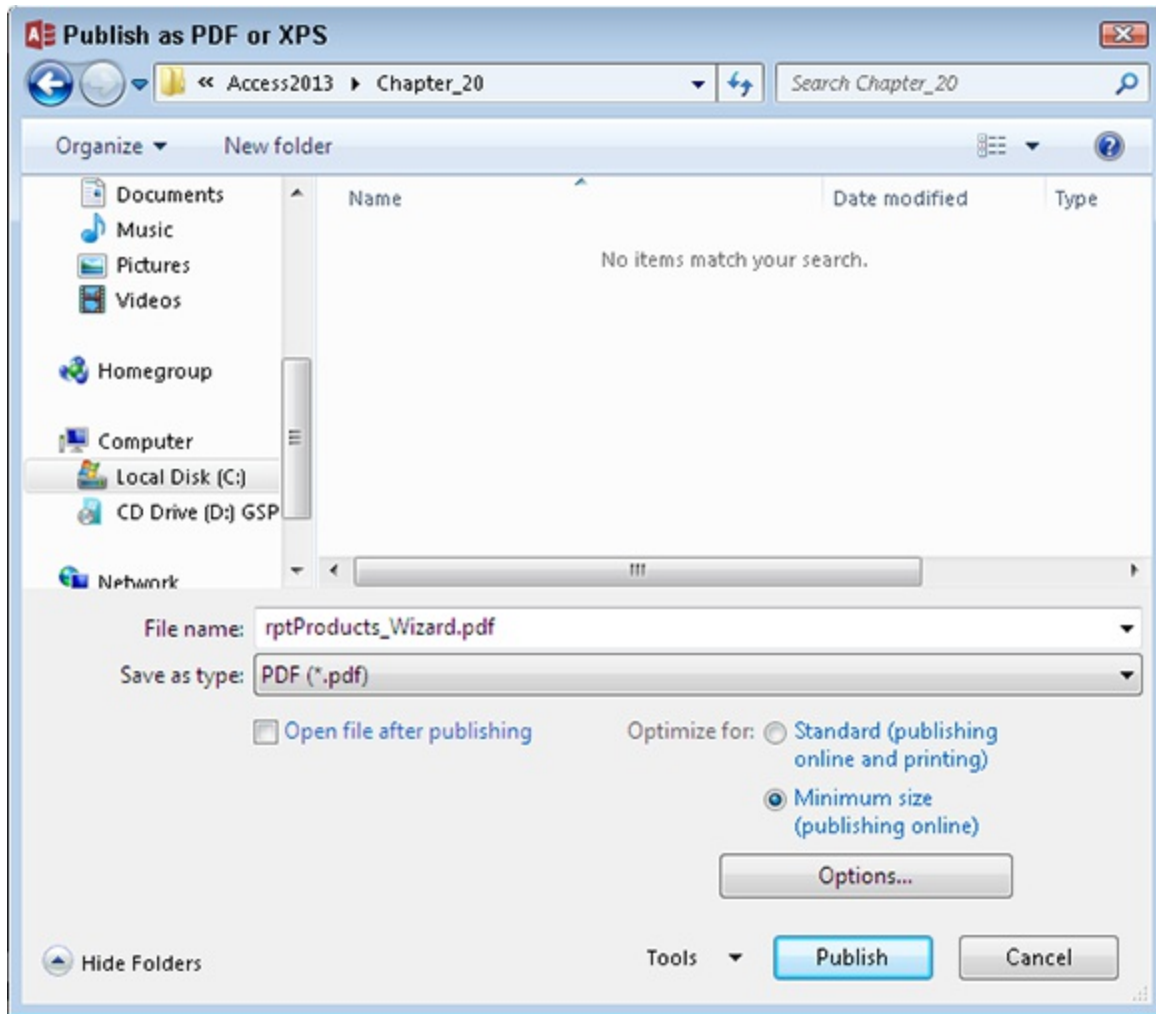 Publish as PDF or XPS
« Access2013 ▸ Chapter_20
Search Chapter_20
Organize
New folder
Documents
Music
Pictures
Videos
Homegroup
Computer
Local Disk (C:)
CD Drive (D:) GSP
Network
Name
Date modified
Type
No items match your search.
File name: rptProducts_Wizard.pdf
Save as type: PDF (*.pdf)
Open file after publishing
Optimize for:
Standard (publishing
online and printing)
Minimum size
(publishing online)
Options...
Hide Folders
Tools
Publish
Cancel